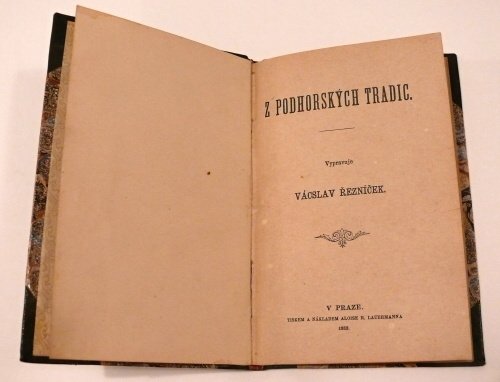 Z PODHORSKÝCH TRADIC.
Vypravuje
VÁCSLAV ŘEZNÍČEK.
V PRAZE.
TISKEM A NÁKLADEM ALOISE R. LAUERMANNA